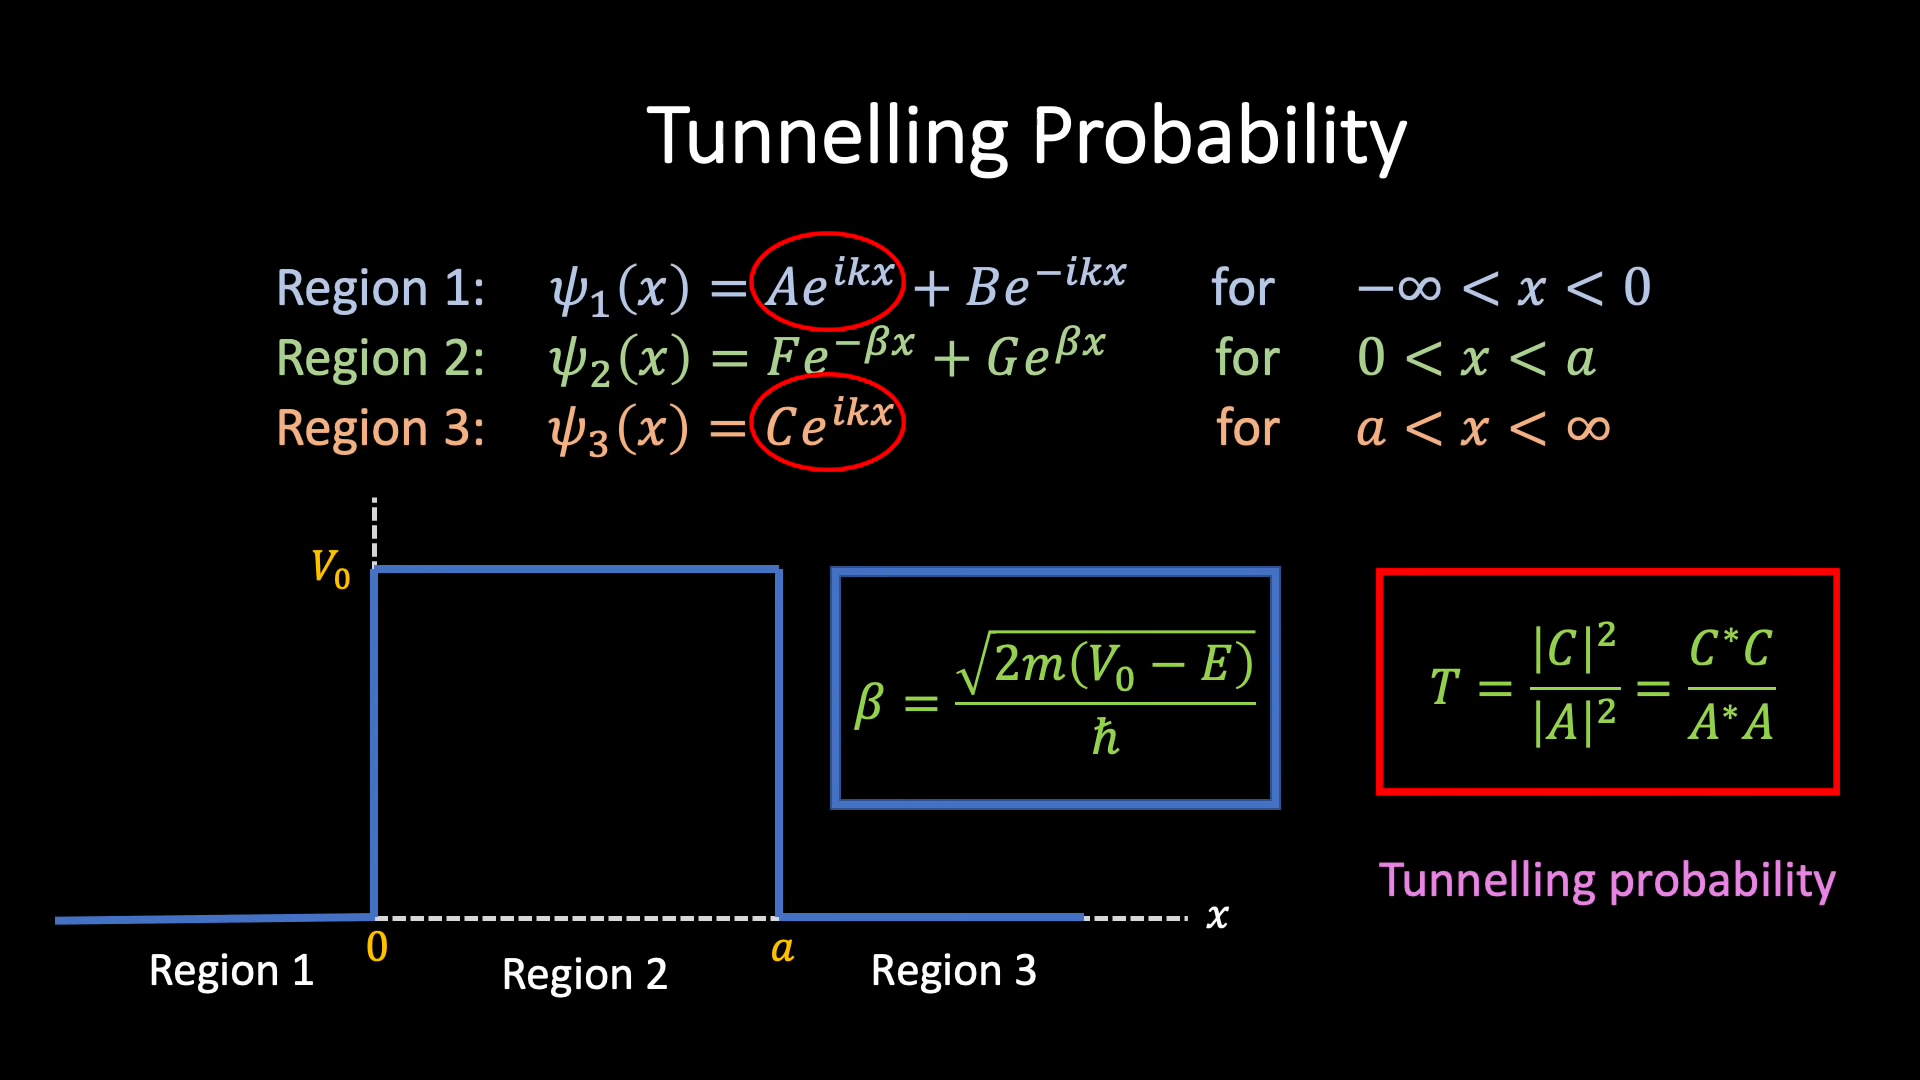 Tunnelling Probability
Region 1: ψ₁(x) = Ae^{ikx} + Be^{−ikx} for −∞ < x < 0
Region 2: ψ₂(x) = Fe^{−βx} + Ge^{βx} for 0 < x < a
Region 3: ψ₃(x) = Ce^{ikx} for a < x < ∞
V₀
β = √(2m(V₀ − E)) / ħ
T = |C|² / |A|² = C*C / A*A
Tunnelling probability
x
0
a
Region 1
Region 2
Region 3